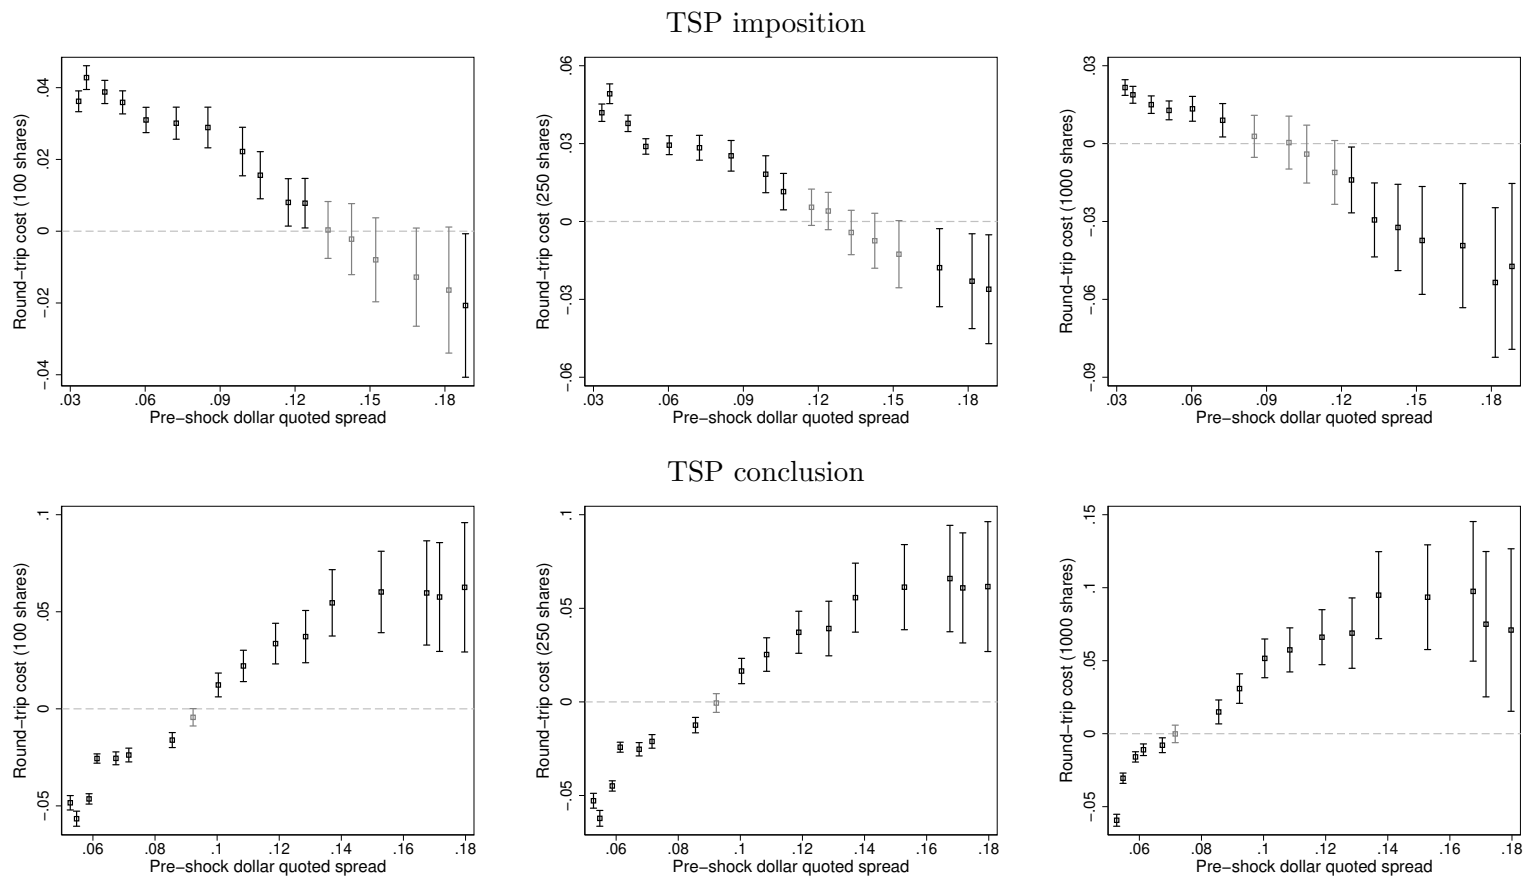 TSP imposition
Round−trip cost (100 shares)
.04
.02
0
−.02
−.04
.03 .06 .09 .12 .15 .18
Pre−shock dollar quoted spread
Round−trip cost (250 shares)
.06
.03
0
−.03
−.06
.03 .06 .09 .12 .15 .18
Pre−shock dollar quoted spread
Round−trip cost (1000 shares)
.03
0
−.03
−.06
−.09
.03 .06 .09 .12 .15 .18
Pre−shock dollar quoted spread
TSP conclusion
Round−trip cost (100 shares)
.1
.05
0
−.05
.06 .08 .1 .12 .14 .16 .18
Pre−shock dollar quoted spread
Round−trip cost (250 shares)
.1
.05
0
−.05
.06 .08 .1 .12 .14 .16 .18
Pre−shock dollar quoted spread
Round−trip cost (1000 shares)
.15
.1
.05
0
−.05
.06 .08 .1 .12 .14 .16 .18
Pre−shock dollar quoted spread